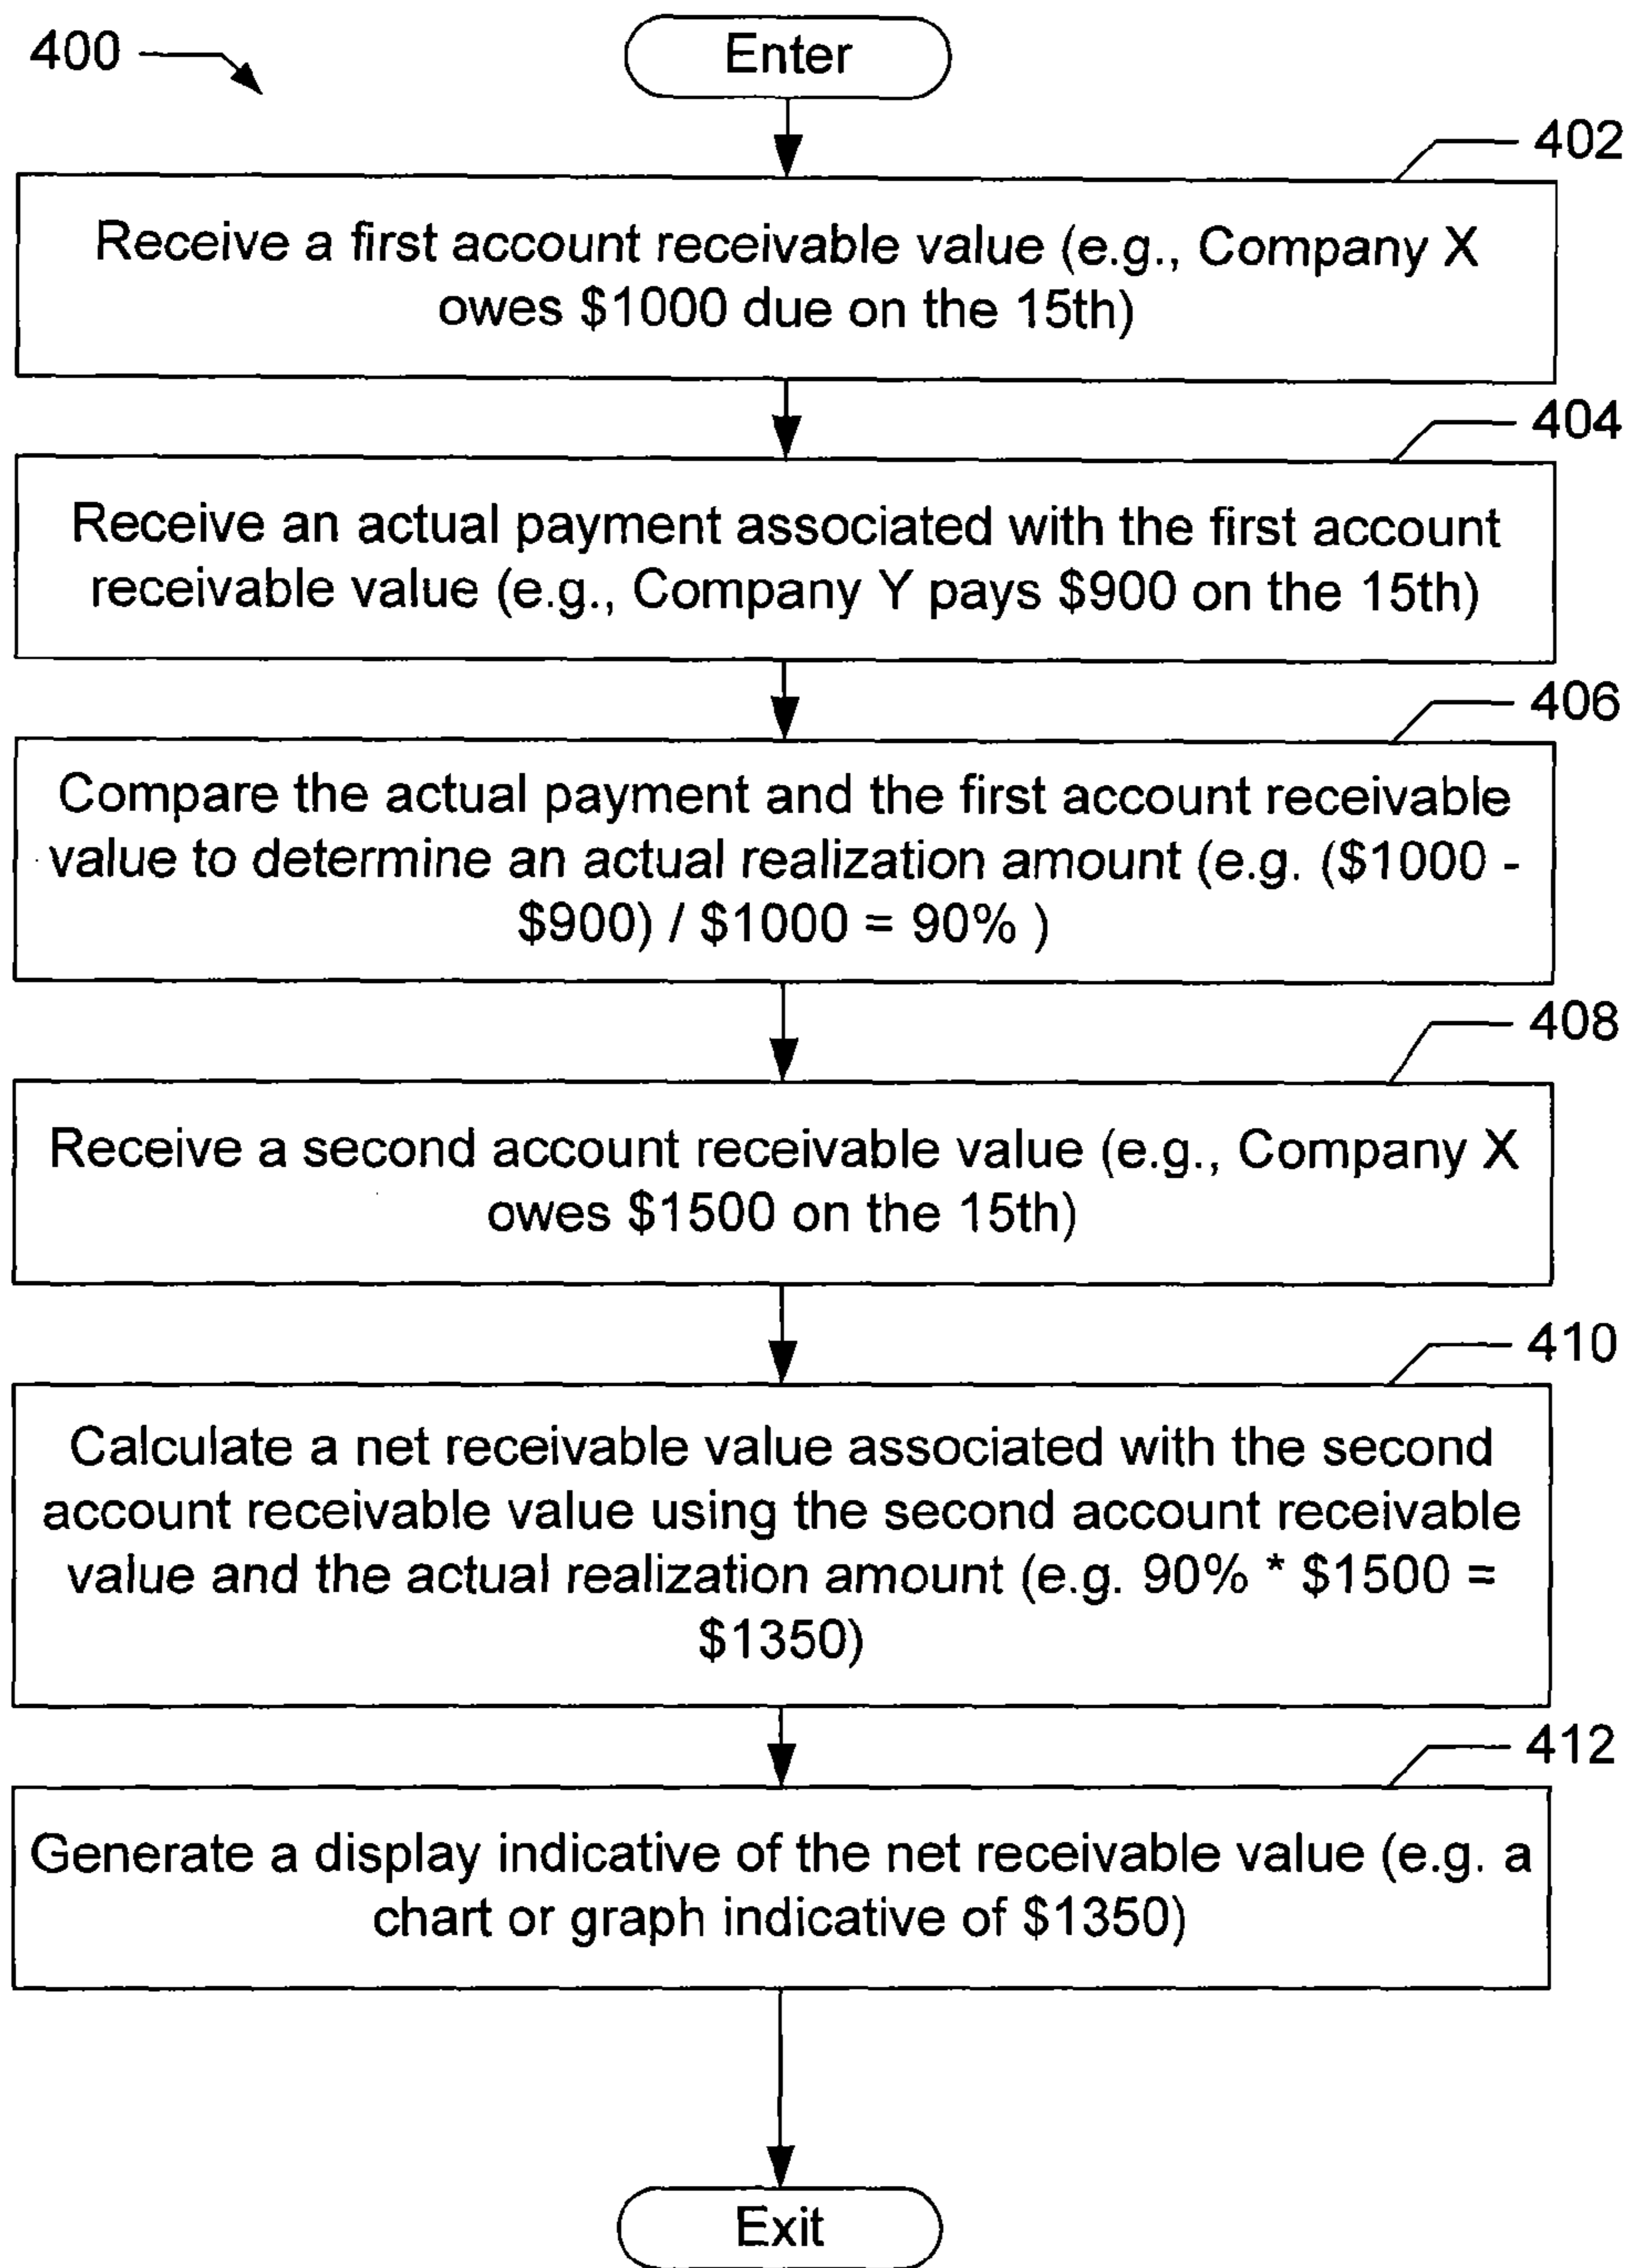 400
Enter
402
Receive a first account receivable value (e.g., Company X
owes $1000 due on the 15th)
404
Receive an actual payment associated with the first account
receivable value (e.g., Company Y pays $900 on the 15th)
406
Compare the actual payment and the first account receivable
value to determine an actual realization amount (e.g. ($1000 -
$900) / $1000 = 90% )
408
Receive a second account receivable value (e.g., Company X
owes $1500 on the 15th)
410
Calculate a net receivable value associated with the second
account receivable value using the second account receivable
value and the actual realization amount (e.g. 90% * $1500 =
$1350)
412
Generate a display indicative of the net receivable value (e.g. a
chart or graph indicative of $1350)
Exit